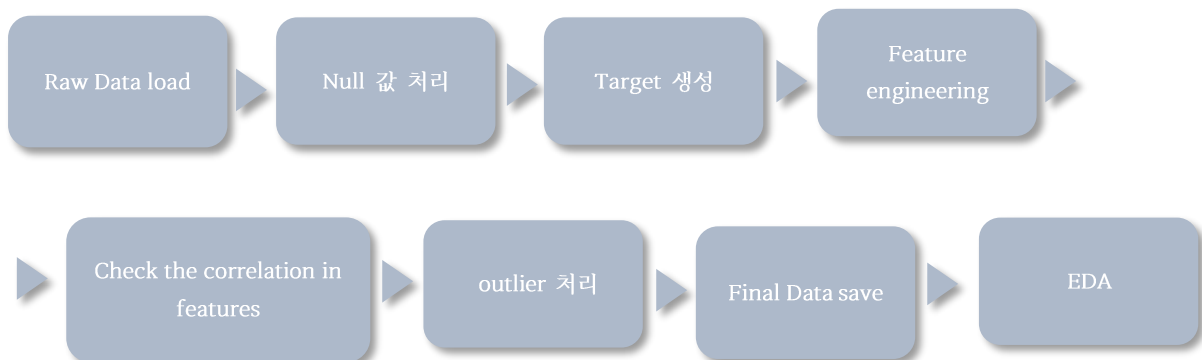 Raw Data load
Null 값 처리
Target 생성
Feature
engineering
Check the correlation in
features
outlier 처리
Final Data save
EDA